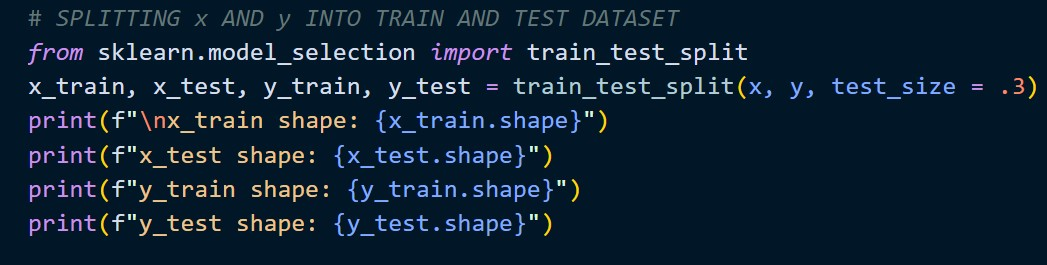 # SPLITTING x AND y INTO TRAIN AND TEST DATASET
from sklearn.model_selection import train_test_split
x_train, x_test, y_train, y_test = train_test_split(x, y, test_size = .3)
print(f"\nx_train shape: {x_train.shape}")
print(f"x_test shape: {x_test.shape}")
print(f"y_train shape: {y_train.shape}")
print(f"y_test shape: {y_test.shape}")